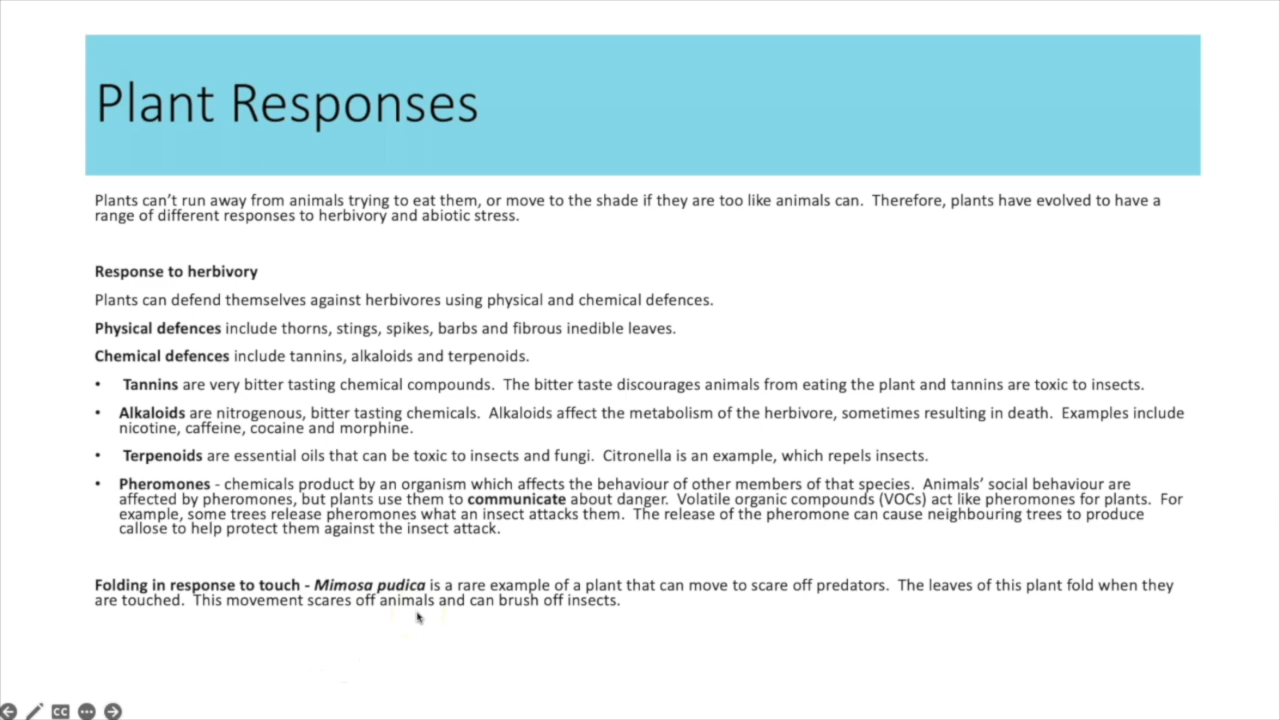 Plant Responses
Plants can’t run away from animals trying to eat them, or move to the shade if they are too like animals can. Therefore, plants have evolved to have a
range of different responses to herbivory and abiotic stress.
Response to herbivory
Plants can defend themselves against herbivores using physical and chemical defences.
Physical defences include thorns, stings, spikes, barbs and fibrous inedible leaves.
Chemical defences include tannins, alkaloids and terpenoids.
• Tannins are very bitter tasting chemical compounds. The bitter taste discourages animals from eating the plant and tannins are toxic to insects.
• Alkaloids are nitrogenous, bitter tasting chemicals. Alkaloids affect the metabolism of the herbivore, sometimes resulting in death. Examples include
nicotine, caffeine, cocaine and morphine.
• Terpenoids are essential oils that can be toxic to insects and fungi. Citronella is an example, which repels insects.
• Pheromones - chemicals product by an organism which affects the behaviour of other members of that species. Animals’ social behaviour are
affected by pheromones, but plants use them to communicate about danger. Volatile organic compounds (VOCs) act like pheromones for plants. For
example, some trees release pheromones what an insect attacks them. The release of the pheromone can cause neighbouring trees to produce
callose to help protect them against the insect attack.
Folding in response to touch - Mimosa pudica is a rare example of a plant that can move to scare off predators. The leaves of this plant fold when they
are touched. This movement scares off animals and can brush off insects.
CC